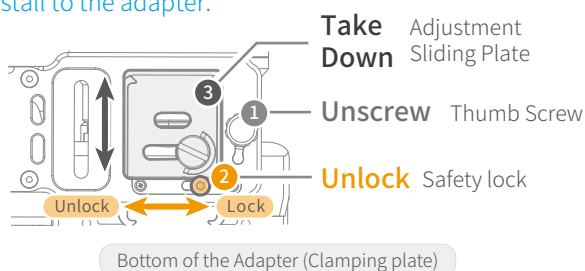 stall to the adapter.
Take Down Adjustment Sliding Plate
3
1 Unscrew Thumb Screw
2 Unlock Safety lock
Unlock Lock
Bottom of the Adapter (Clamping plate)